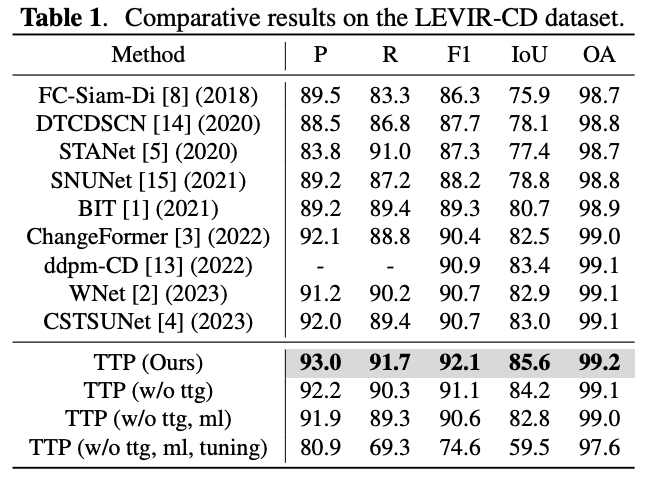 Table 1. Comparative results on the LEVIR-CD dataset.
Method P R F1 IoU OA
FC-Siam-Di [8] (2018) 89.5 83.3 86.3 75.9 98.7
DTCDSCN [14] (2020) 88.5 86.8 87.7 78.1 98.8
STANet [5] (2020) 83.8 91.0 87.3 77.4 98.7
SNUNet [15] (2021) 89.2 87.2 88.2 78.8 98.8
BIT [1] (2021) 89.2 89.4 89.3 80.7 98.9
ChangeFormer [3] (2022) 92.1 88.8 90.4 82.5 99.0
ddpm-CD [13] (2022) - - 90.9 83.4 99.1
WNet [2] (2023) 91.2 90.2 90.7 82.9 99.1
CSTSUNet [4] (2023) 92.0 89.4 90.7 83.0 99.1
TTP (Ours) 93.0 91.7 92.1 85.6 99.2
TTP (w/o ttg) 92.2 90.3 91.1 84.2 99.1
TTP (w/o ttg, ml) 91.9 89.3 90.6 82.8 99.0
TTP (w/o ttg, ml, tuning) 80.9 69.3 74.6 59.5 97.6